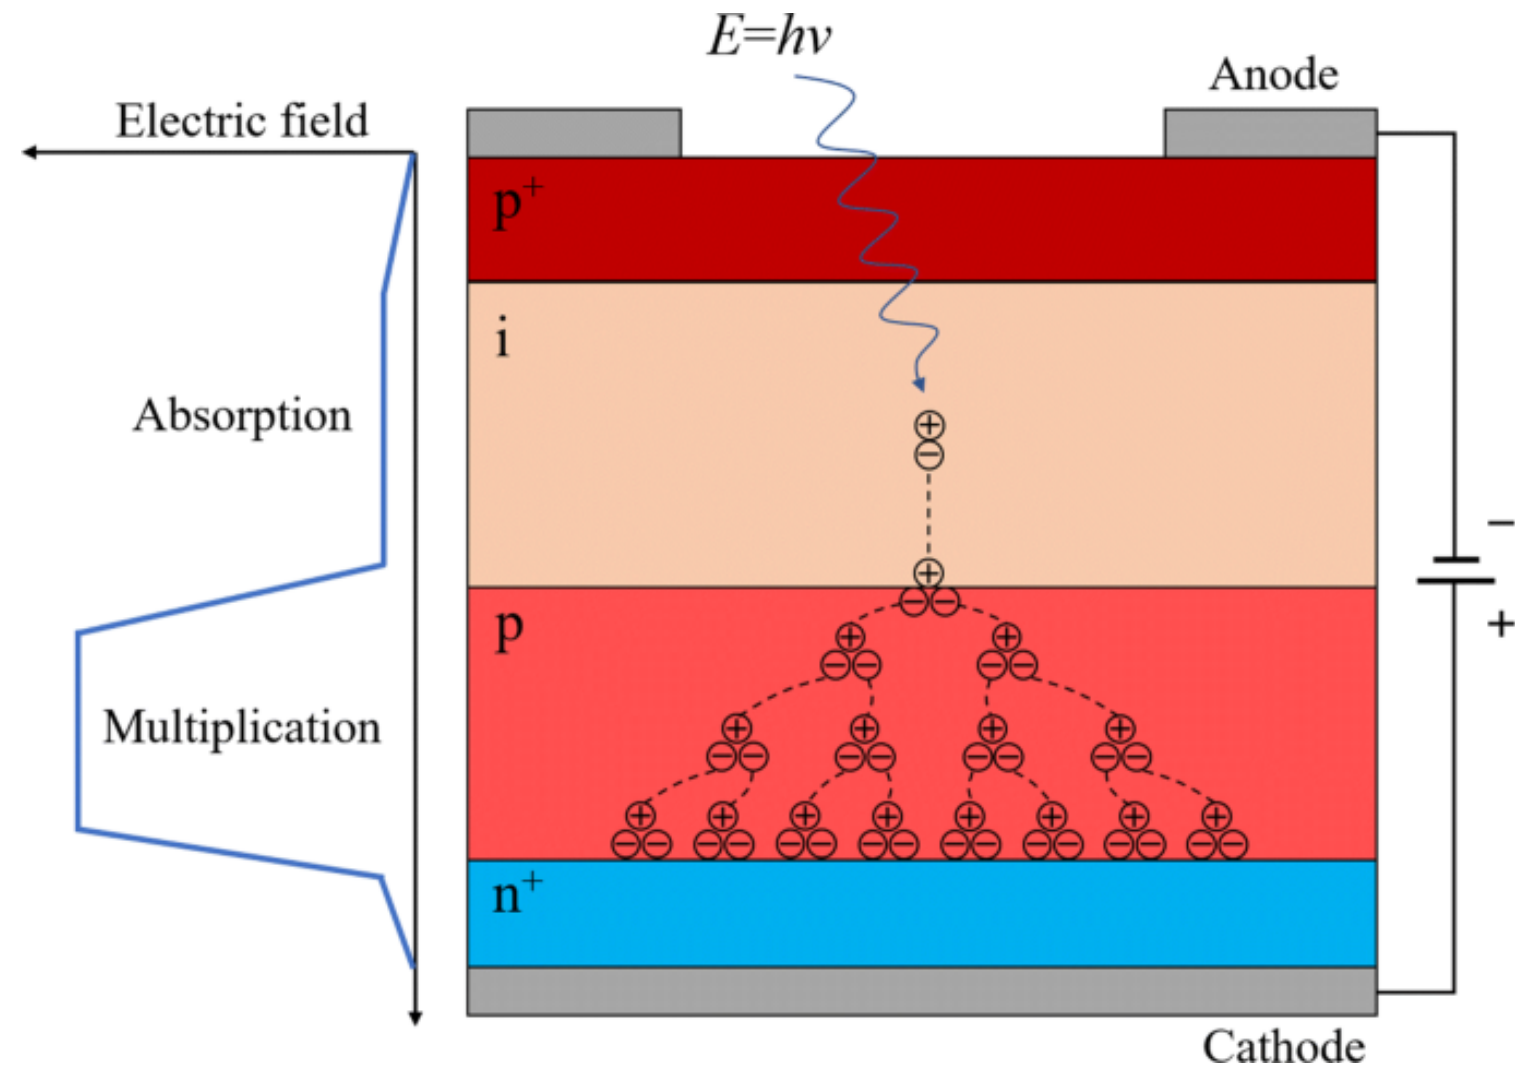 E=hν
Anode
Electric field
p⁺
i
Absorption
−
p
+
Multiplication
n⁺
Cathode